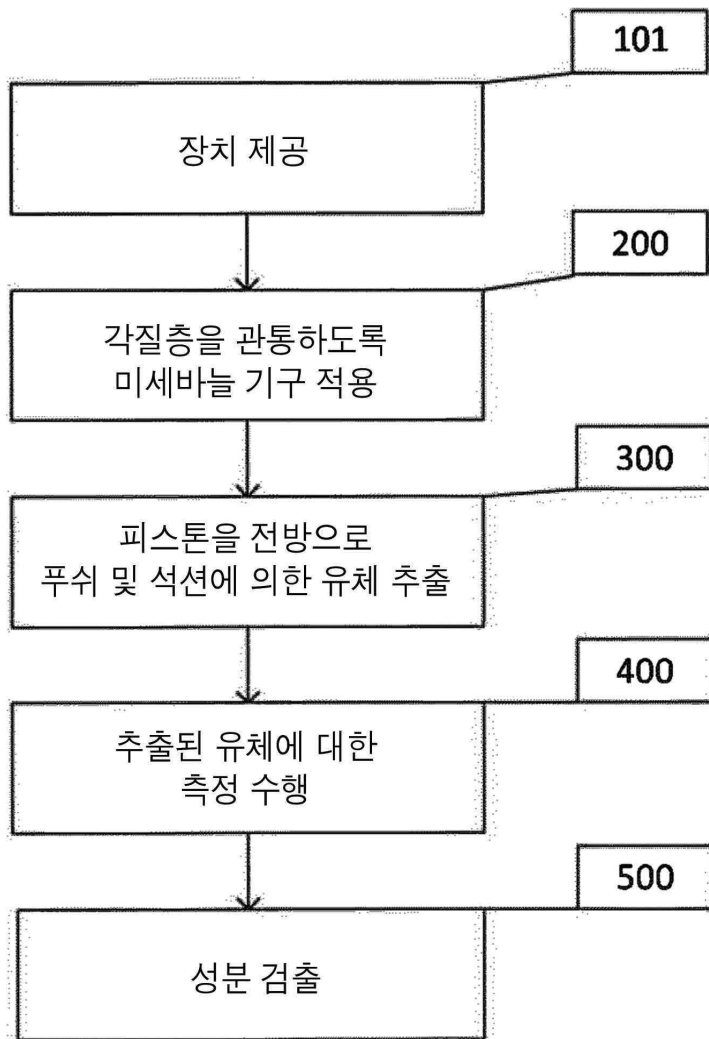 101
장치 제공
200
각질층을 관통하도록
미세바늘 기구 적용
300
피스톤을 전방으로
푸쉬 및 석션에 의한 유체 추출
400
추출된 유체에 대한
측정 수행
500
성분 검출